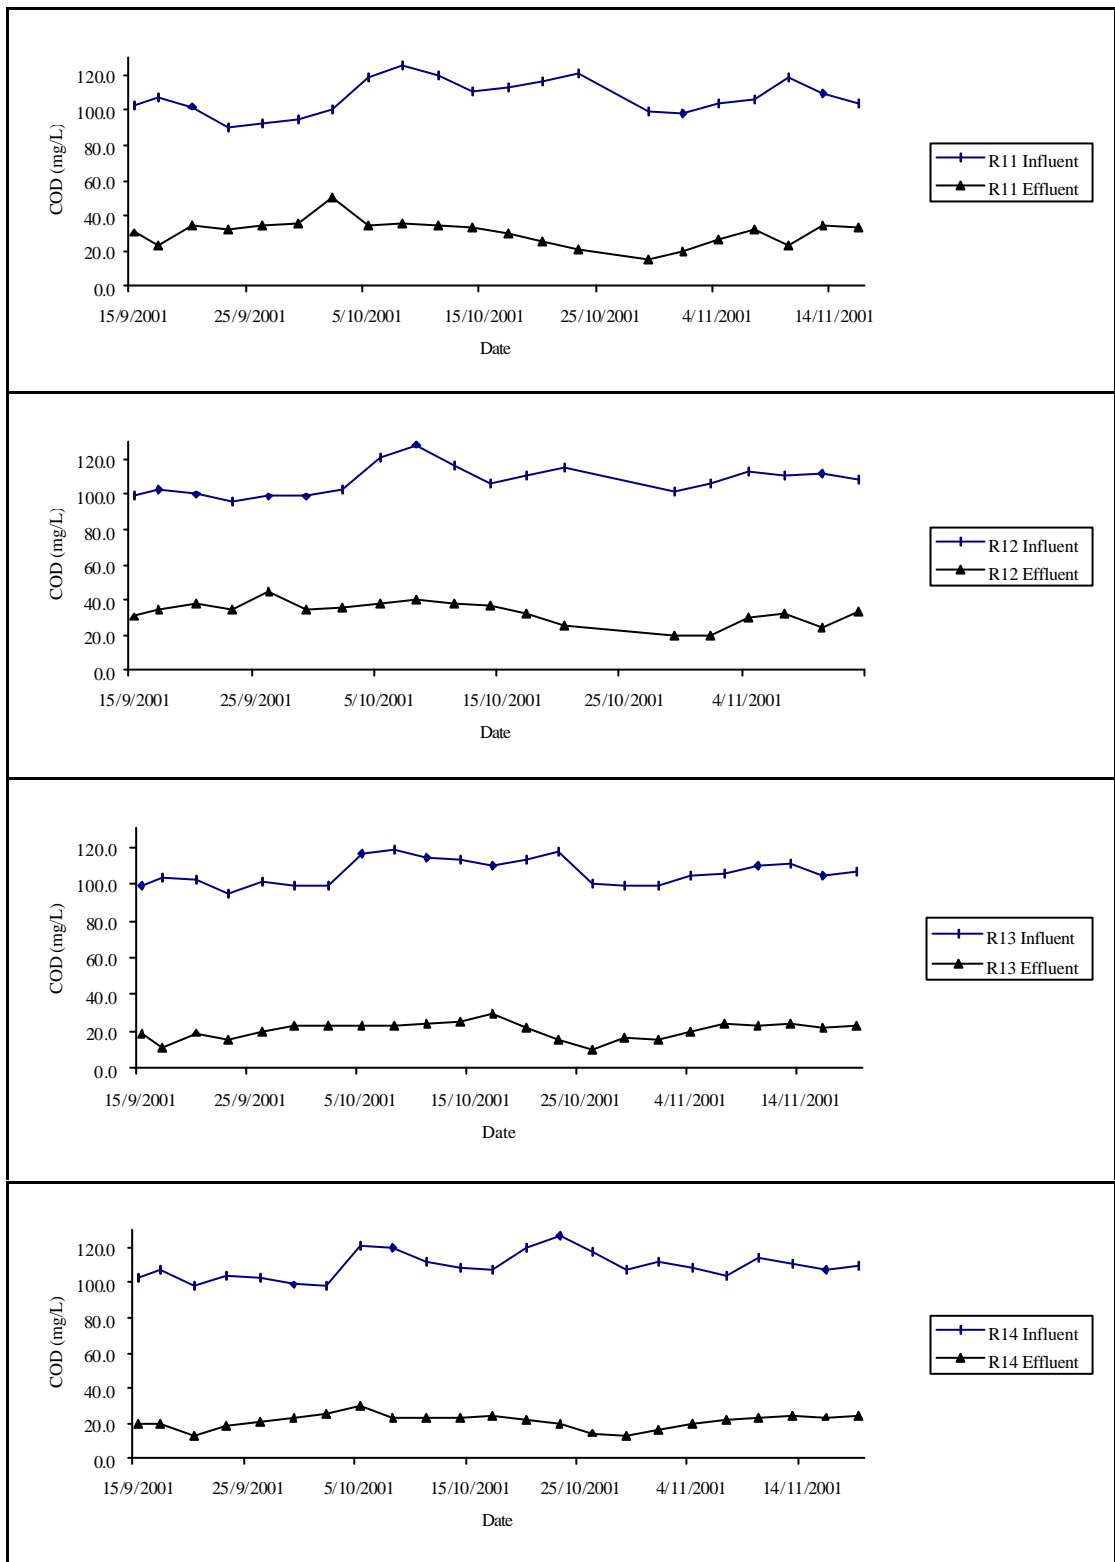 120.0
100.0
80.0
60.0
40.0
20.0
0.0
COD (mg/L)
15/9/2001 25/9/2001 5/10/2001 15/10/2001 25/10/2001 4/11/2001 14/11/2001
Date
R11 Influent
R11 Effluent
120.0
100.0
80.0
60.0
40.0
20.0
0.0
COD (mg/L)
15/9/2001 25/9/2001 5/10/2001 15/10/2001 25/10/2001 4/11/2001
Date
R12 Influent
R12 Effluent
120.0
100.0
80.0
60.0
40.0
20.0
0.0
COD (mg/L)
15/9/2001 25/9/2001 5/10/2001 15/10/2001 25/10/2001 4/11/2001 14/11/2001
Date
R13 Influent
R13 Effluent
120.0
100.0
80.0
60.0
40.0
20.0
0.0
COD (mg/L)
15/9/2001 25/9/2001 5/10/2001 15/10/2001 25/10/2001 4/11/2001 14/11/2001
Date
R14 Influent
R14 Effluent